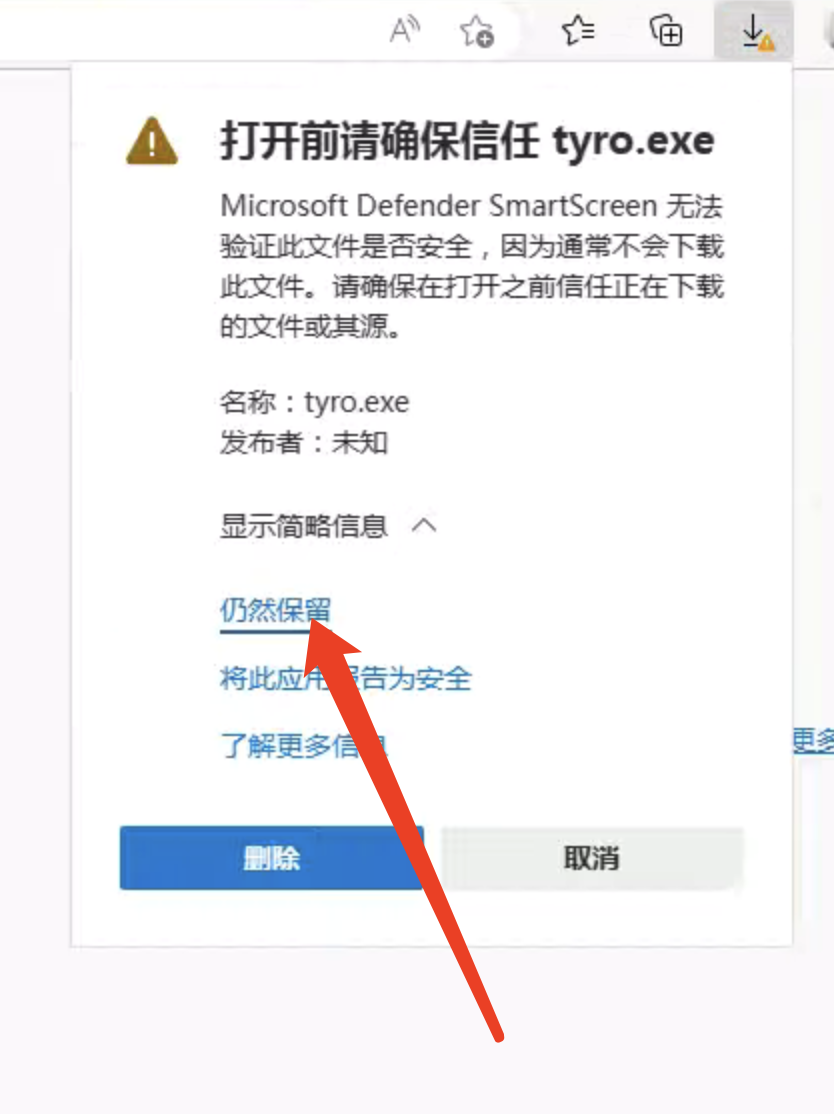 打开前请确保信任 tyro.exe
Microsoft Defender SmartScreen 无法
验证此文件是否安全，因为通常不会下载
此文件。请确保在打开之前信任正在下载
的文件或其源。
名称：tyro.exe
发布者：未知
显示简略信息
仍然保留
将此应用报告为安全
了解更多信息
更多
删除
取消